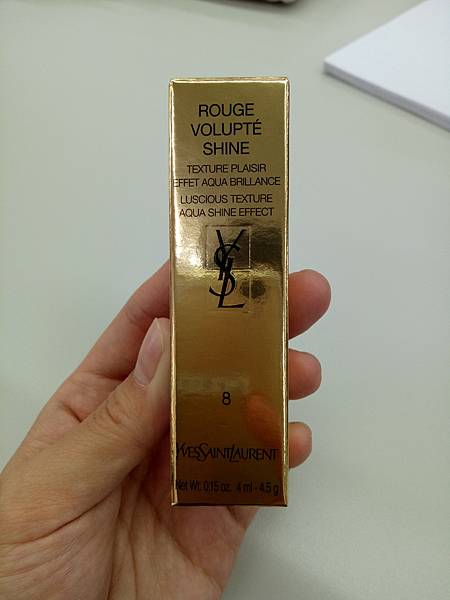 ROUGE
VOLUPTÉ
SHINE
TEXTURE PLAISIR
EFFET AQUA BRILLANCE
LUSCIOUS TEXTURE
AQUA SHINE EFFECT
YSL
8
YVESSAINTLAURENT
Net Wt. 0.15 oz. 4 ml - 4.5 g